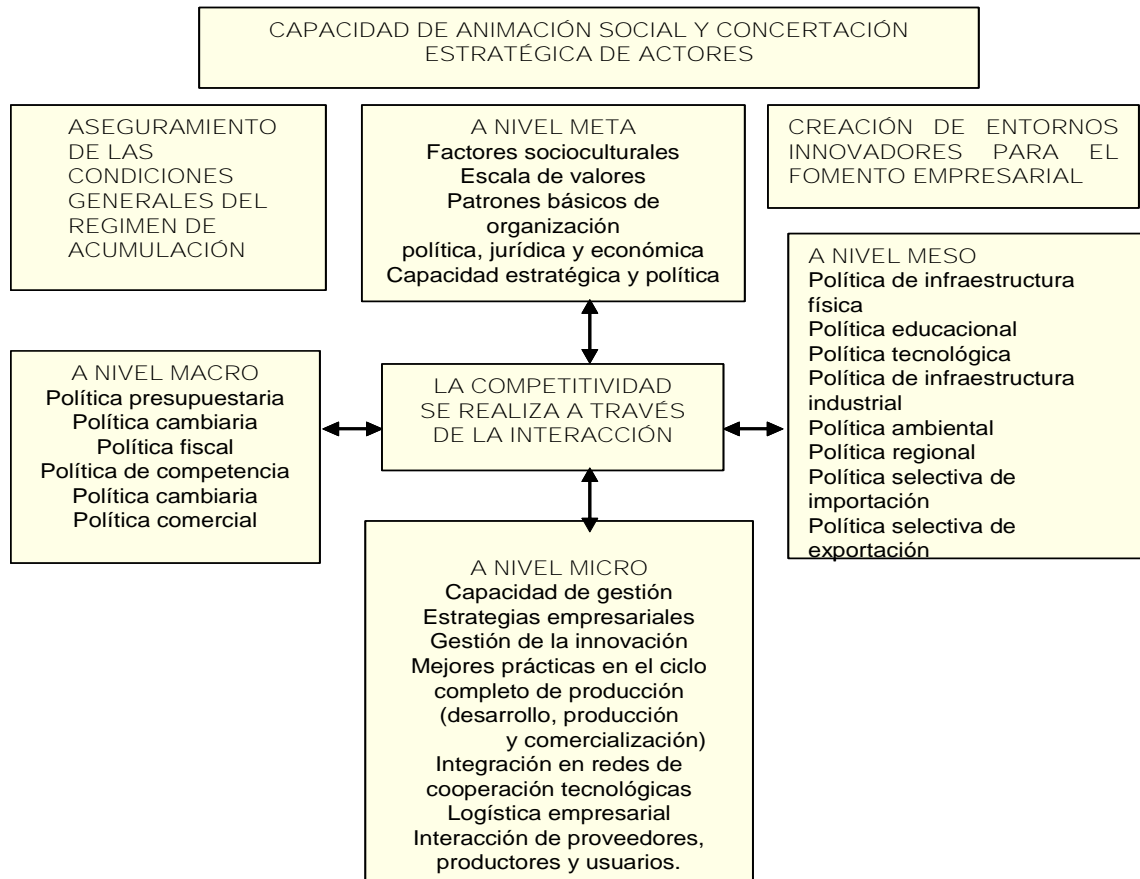 CAPACIDAD DE ANIMACIÓN SOCIAL Y CONCERTACIÓN
ESTRATÉGICA DE ACTORES
ASEGURAMIENTO
DE LAS
CONDICIONES
GENERALES DEL
REGIMEN DE
ACUMULACIÓN
A NIVEL META
Factores socioculturales
Escala de valores
Patrones básicos de
organización
política, jurídica y económica
Capacidad estratégica y política
CREACIÓN DE ENTORNOS
INNOVADORES PARA EL
FOMENTO EMPRESARIAL
A NIVEL MESO
Política de infraestructura
física
Política educacional
Política tecnológica
Política de infraestructura
industrial
Política ambiental
Política regional
Política selectiva de
importación
Política selectiva de
exportación
A NIVEL MACRO
Política presupuestaria
Política cambiaria
Política fiscal
Política de competencia
Política cambiaria
Política comercial
LA COMPETITIVIDAD
SE REALIZA A TRAVÉS
DE LA INTERACCIÓN
A NIVEL MICRO
Capacidad de gestión
Estrategias empresariales
Gestión de la innovación
Mejores prácticas en el ciclo
completo de producción
(desarrollo, producción
y comercialización)
Integración en redes de
cooperación tecnológicas
Logística empresarial
Interacción de proveedores,
productores y usuarios.